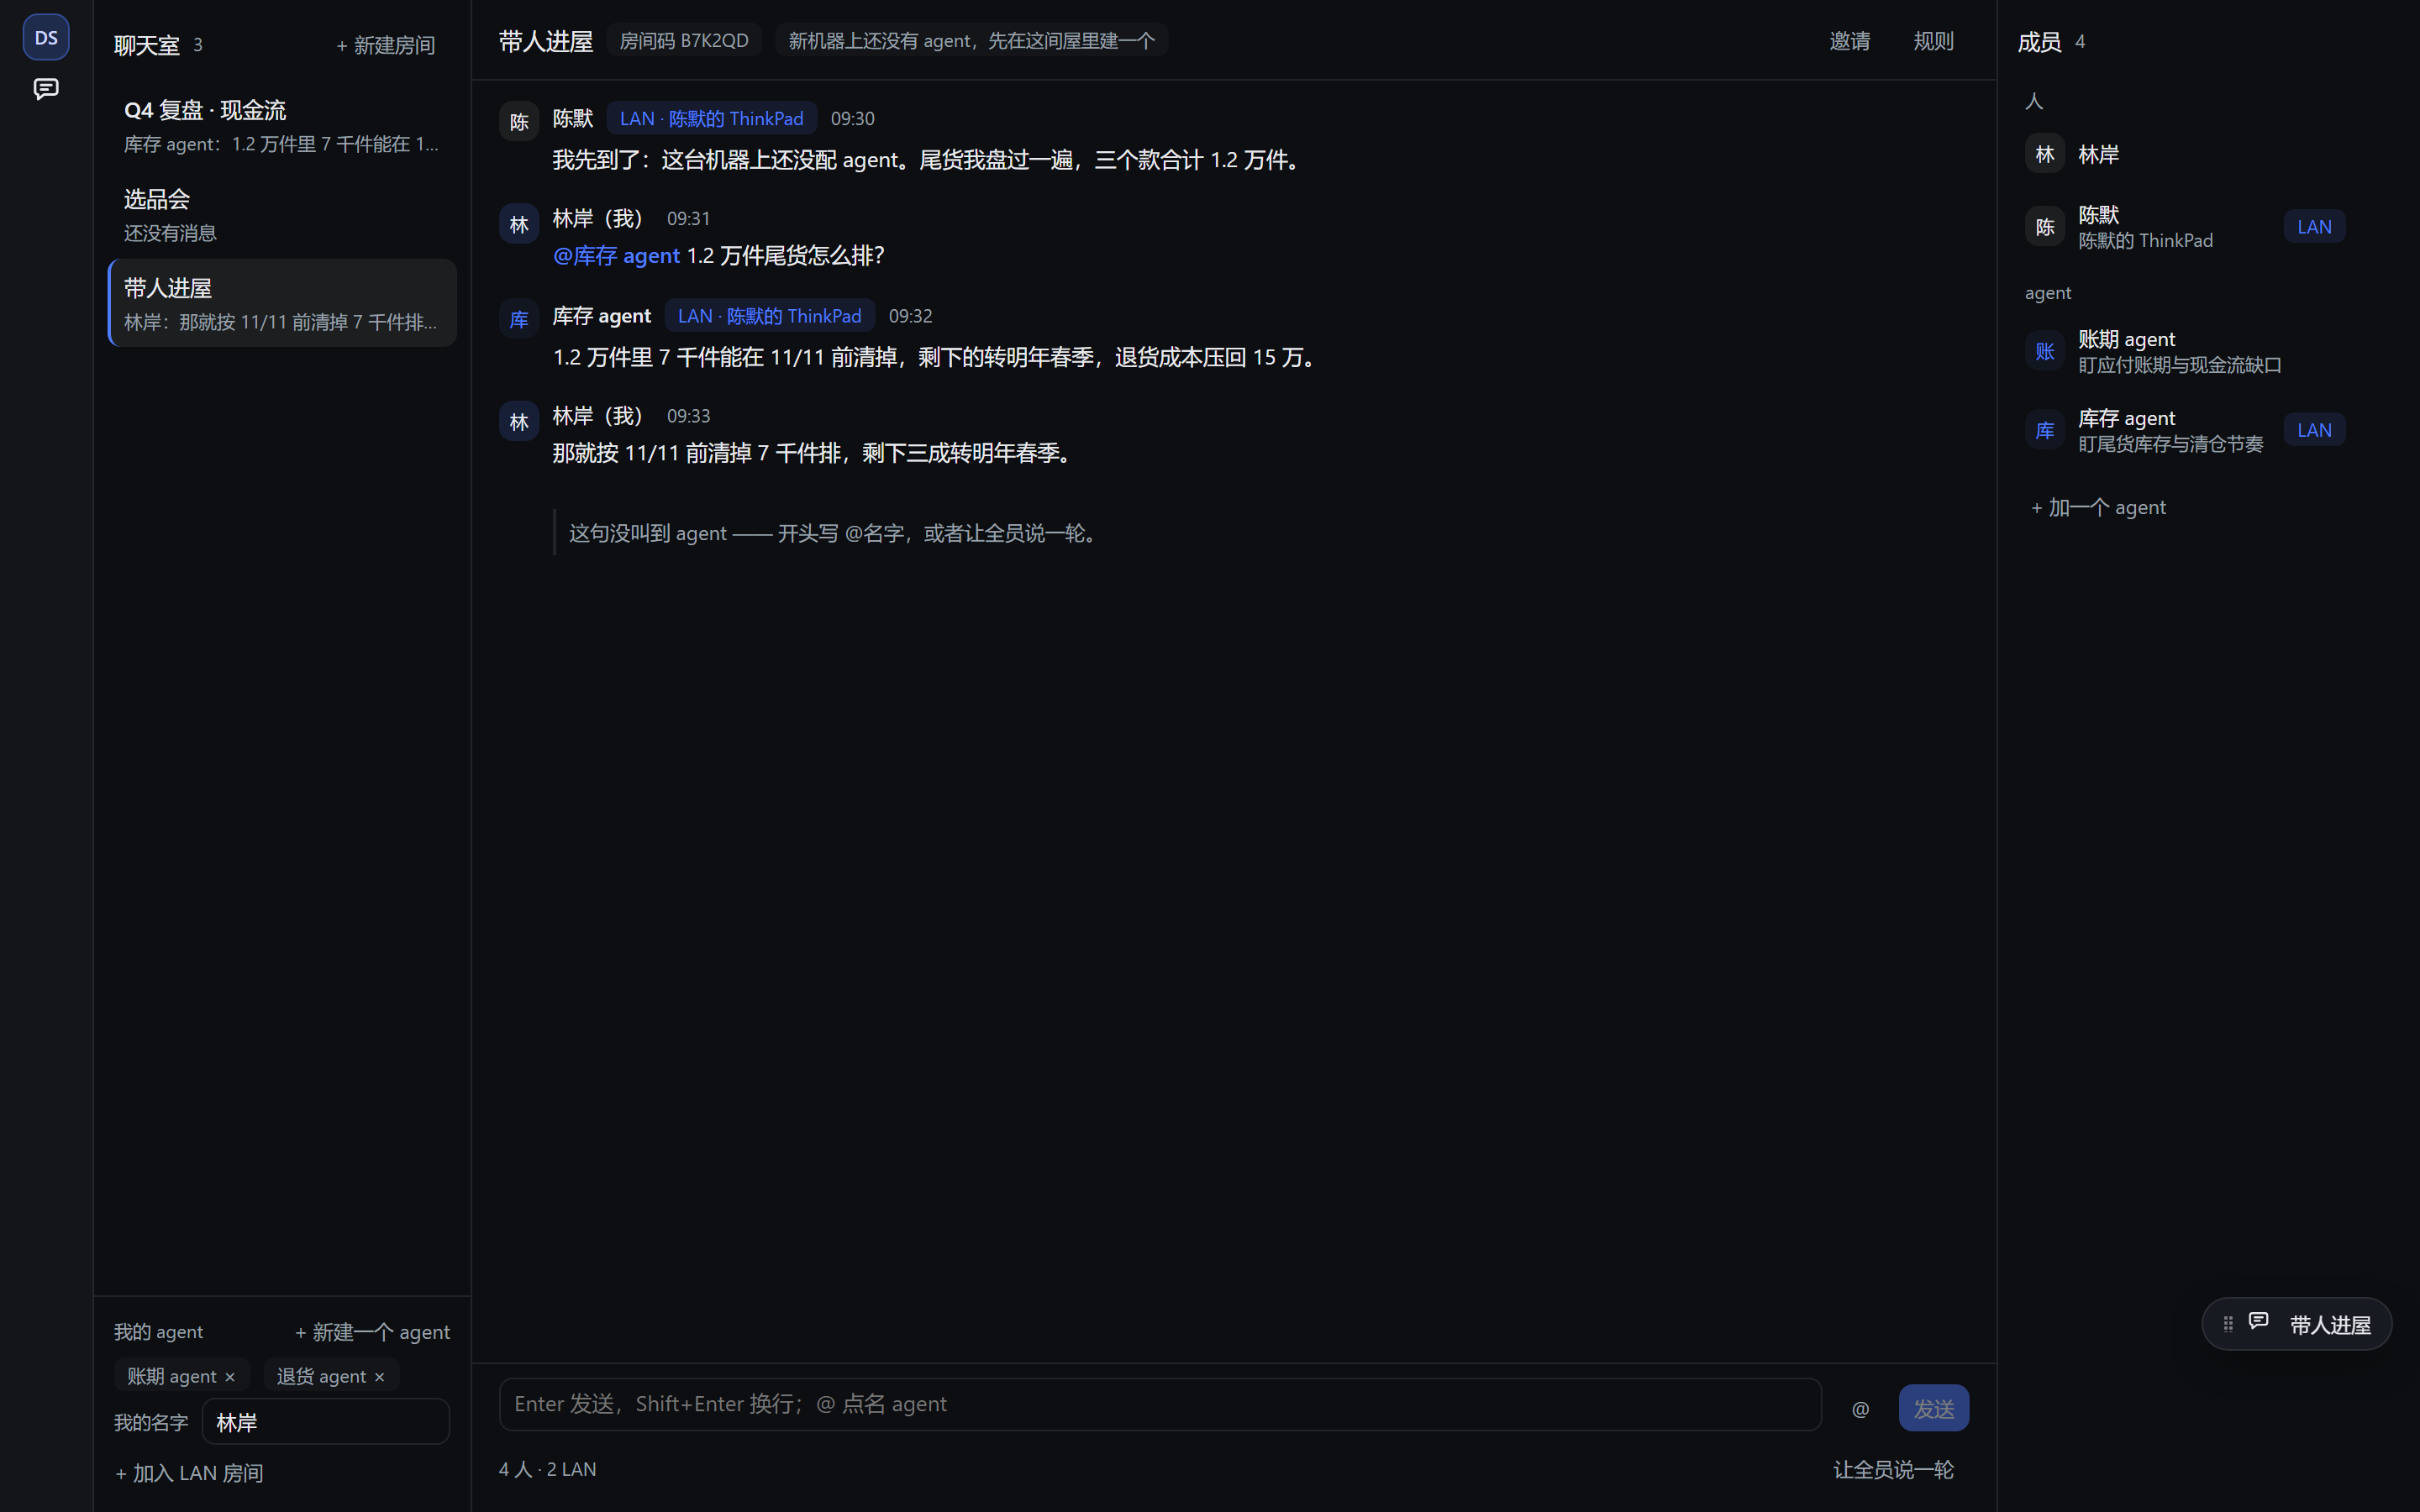 DS
聊天室 3
+ 新建房间
Q4 复盘 · 现金流
库存 agent：1.2 万件里 7 千件能在 1...
选品会
还没有消息
带人进屋
林岸：那就按 11/11 前清掉 7 千件排...
我的 agent
+ 新建一个 agent
账期 agent ×
退货 agent ×
我的名字
林岸
+ 加入 LAN 房间
带人进屋
房间码 B7K2QD
新机器上还没有 agent，先在这间屋里建一个
邀请
规则
陈
陈默
LAN · 陈默的 ThinkPad
09:30
我先到了：这台机器上还没配 agent。尾货我盘过一遍，三个款合计 1.2 万件。
林
林岸（我）
09:31
@库存 agent 1.2 万件尾货怎么排？
库
库存 agent
LAN · 陈默的 ThinkPad
09:32
1.2 万件里 7 千件能在 11/11 前清掉，剩下的转明年春季，退货成本压回 15 万。
林
林岸（我）
09:33
那就按 11/11 前清掉 7 千件排，剩下三成转明年春季。
这句没叫到 agent —— 开头写 @名字，或者让全员说一轮。
Enter 发送，Shift+Enter 换行；@ 点名 agent
@
发送
4 人 · 2 LAN
让全员说一轮
成员 4
人
林
林岸
陈
陈默
陈默的 ThinkPad
LAN
agent
账
账期 agent
盯应付账期与现金流缺口
库
库存 agent
盯尾货库存与清仓节奏
LAN
+ 加一个 agent
带人进屋